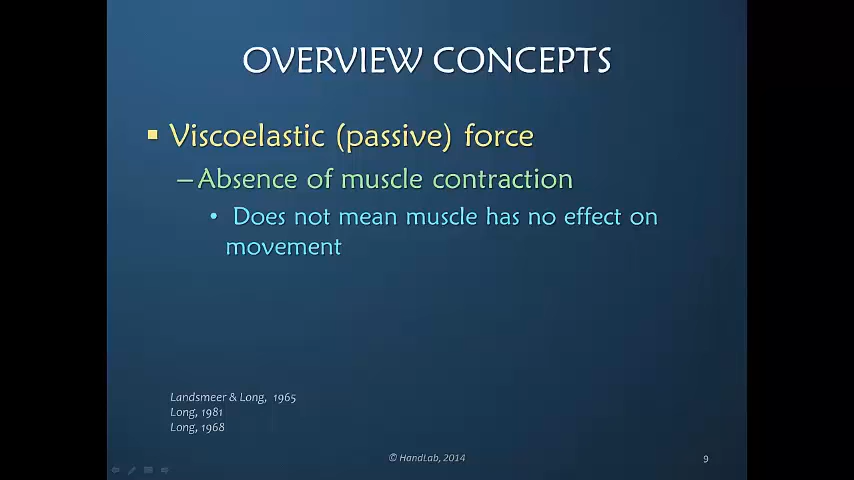 OVERVIEW CONCEPTS
▪ Viscoelastic (passive) force
– Absence of muscle contraction
• Does not mean muscle has no effect on
movement
Landsmeer & Long, 1965
Long, 1981
Long, 1968
© HandLab, 2014
9